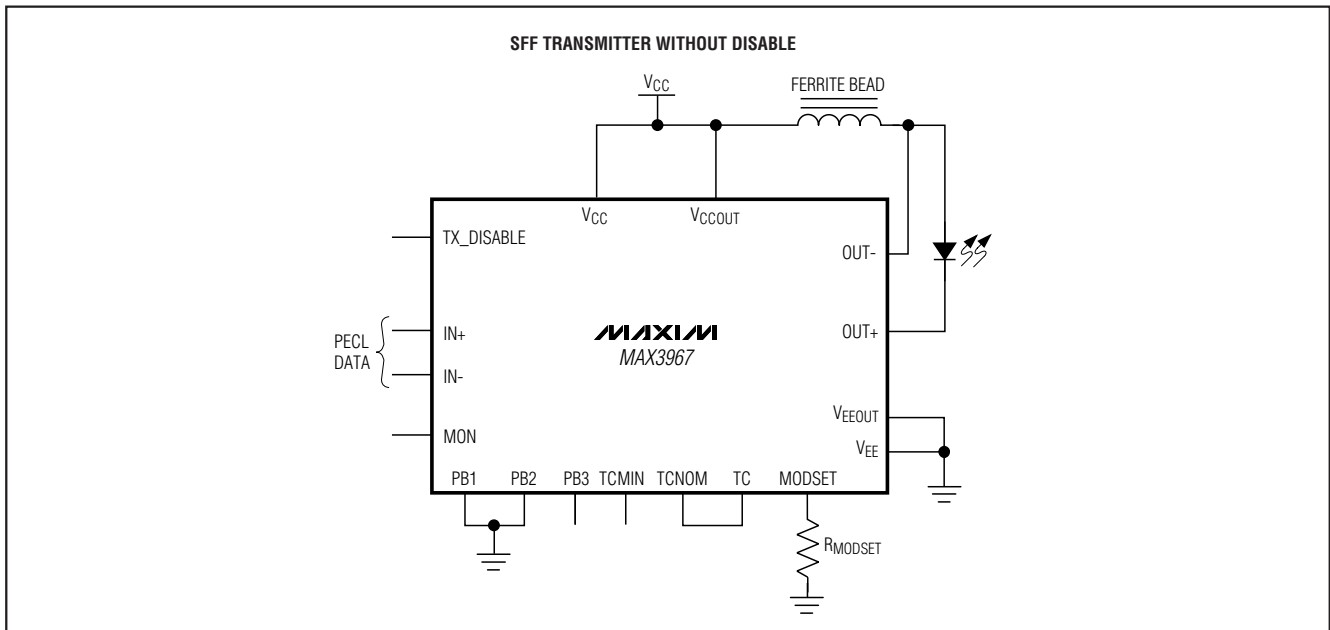 SFF TRANSMITTER WITHOUT DISABLE
VCC
FERRITE BEAD
VCC
VCCOUT
TX_DISABLE
OUT-
IN+
PECL
DATA
MAXIM
MAX3967
OUT+
IN-
VEEOUT
MON
VEE
PB1 PB2 PB3 TCMIN TCNOM TC MODSET
RMODSET